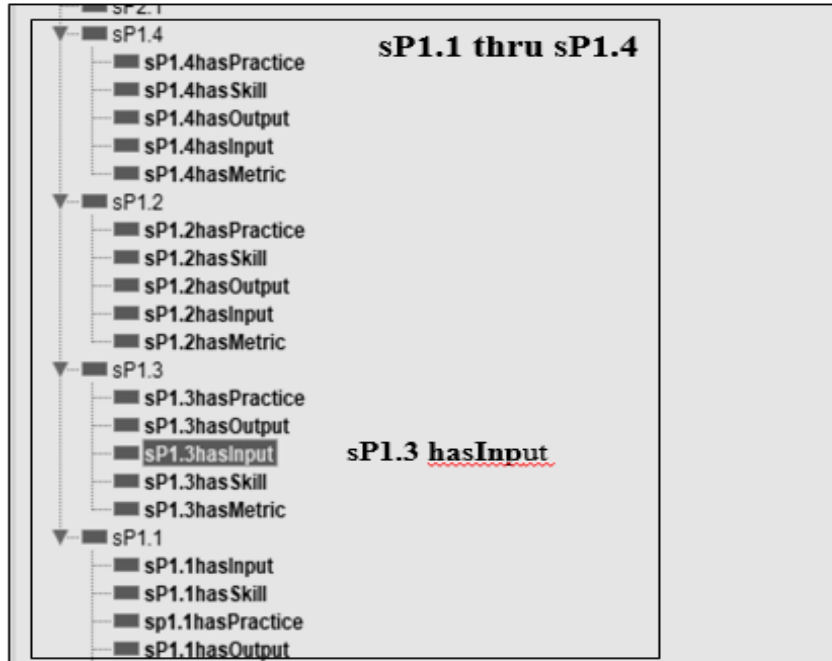 sP2.1
sP1.4
sP1.1 thru sP1.4
sP1.4hasPractice
sP1.4hasSkill
sP1.4hasOutput
sP1.4hasInput
sP1.4hasMetric
sP1.2
sP1.2hasPractice
sP1.2hasSkill
sP1.2hasOutput
sP1.2hasInput
sP1.2hasMetric
sP1.3
sP1.3hasPractice
sP1.3hasOutput
sP1.3hasInput
sP1.3 hasInput
sP1.3hasSkill
sP1.3hasMetric
sP1.1
sP1.1hasInput
sP1.1hasSkill
sp1.1hasPractice
sP1.1hasOutput